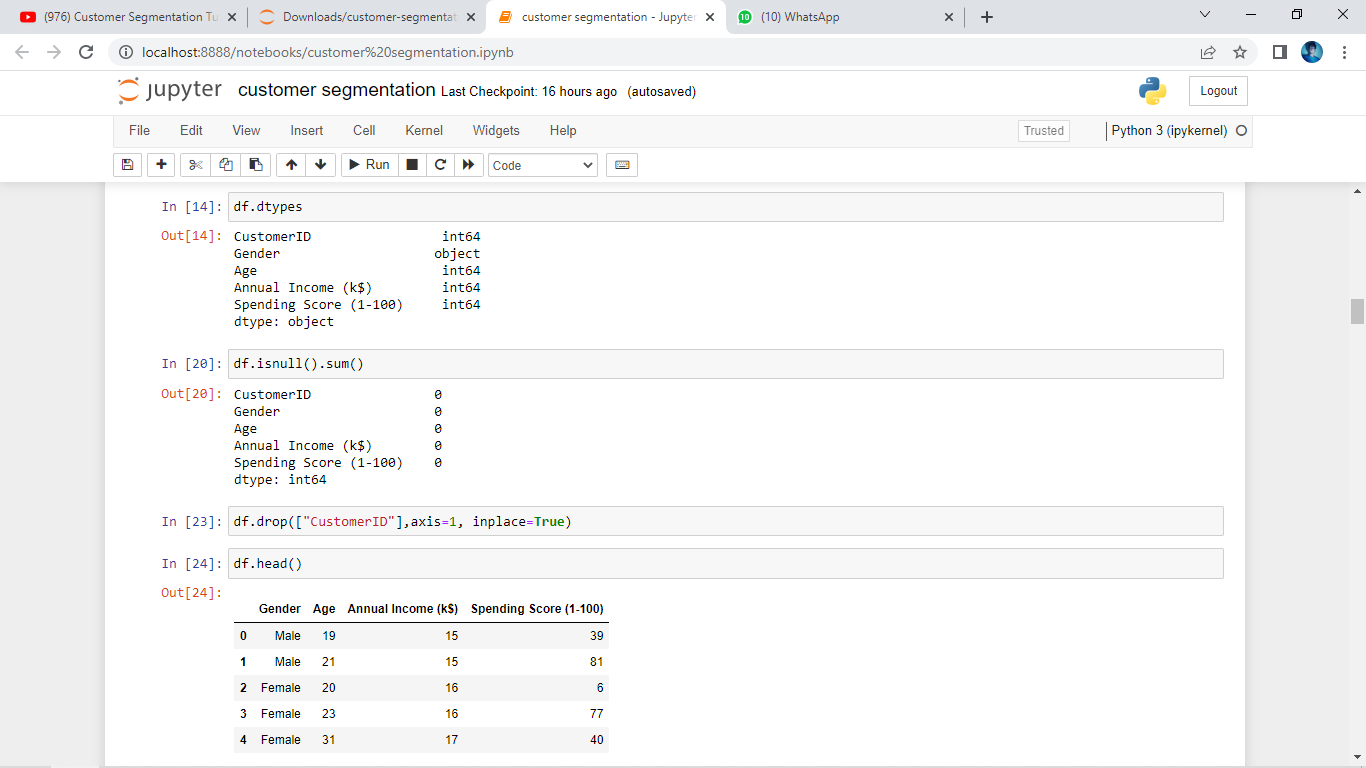 (976) Customer Segmentation Tu
Downloads/customer-segmentat
customer segmentation - Jupyte
10 (10) WhatsApp
localhost:8888/notebooks/customer%20segmentation.ipynb
jupyter customer segmentation Last Checkpoint: 16 hours ago (autosaved)
Logout
File Edit View Insert Cell Kernel Widgets Help Trusted Python 3 (ipykernel)
Run Code
In [14]: df.dtypes
Out[14]: CustomerID int64
Gender object
Age int64
Annual Income (k$) int64
Spending Score (1-100) int64
dtype: object
In [20]: df.isnull().sum()
Out[20]: CustomerID 0
Gender 0
Age 0
Annual Income (k$) 0
Spending Score (1-100) 0
dtype: int64
In [23]: df.drop(["CustomerID"],axis=1, inplace=True)
In [24]: df.head()
Out[24]:
Gender Age Annual Income (k$) Spending Score (1-100)
0 Male 19 15 39
1 Male 21 15 81
2 Female 20 16 6
3 Female 23 16 77
4 Female 31 17 40